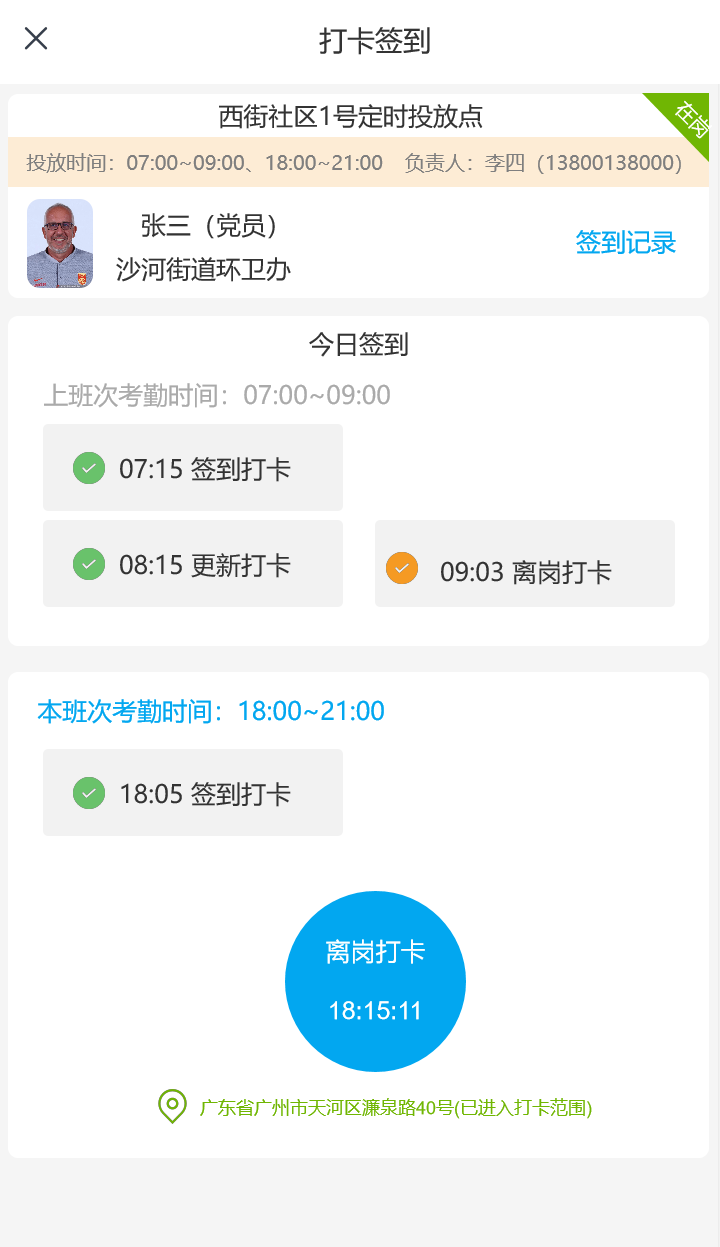 打卡签到
西街社区1号定时投放点
在岗
投放时间：07:00~09:00、18:00~21:00 负责人：李四（13800138000）
张三（党员）
沙河街道环卫办
签到记录
今日签到
上班次考勤时间：07:00~09:00
07:15 签到打卡
08:15 更新打卡
09:03 离岗打卡
本班次考勤时间：18:00~21:00
18:05 签到打卡
离岗打卡
18:15:11
广东省广州市天河区濂泉路40号(已进入打卡范围)